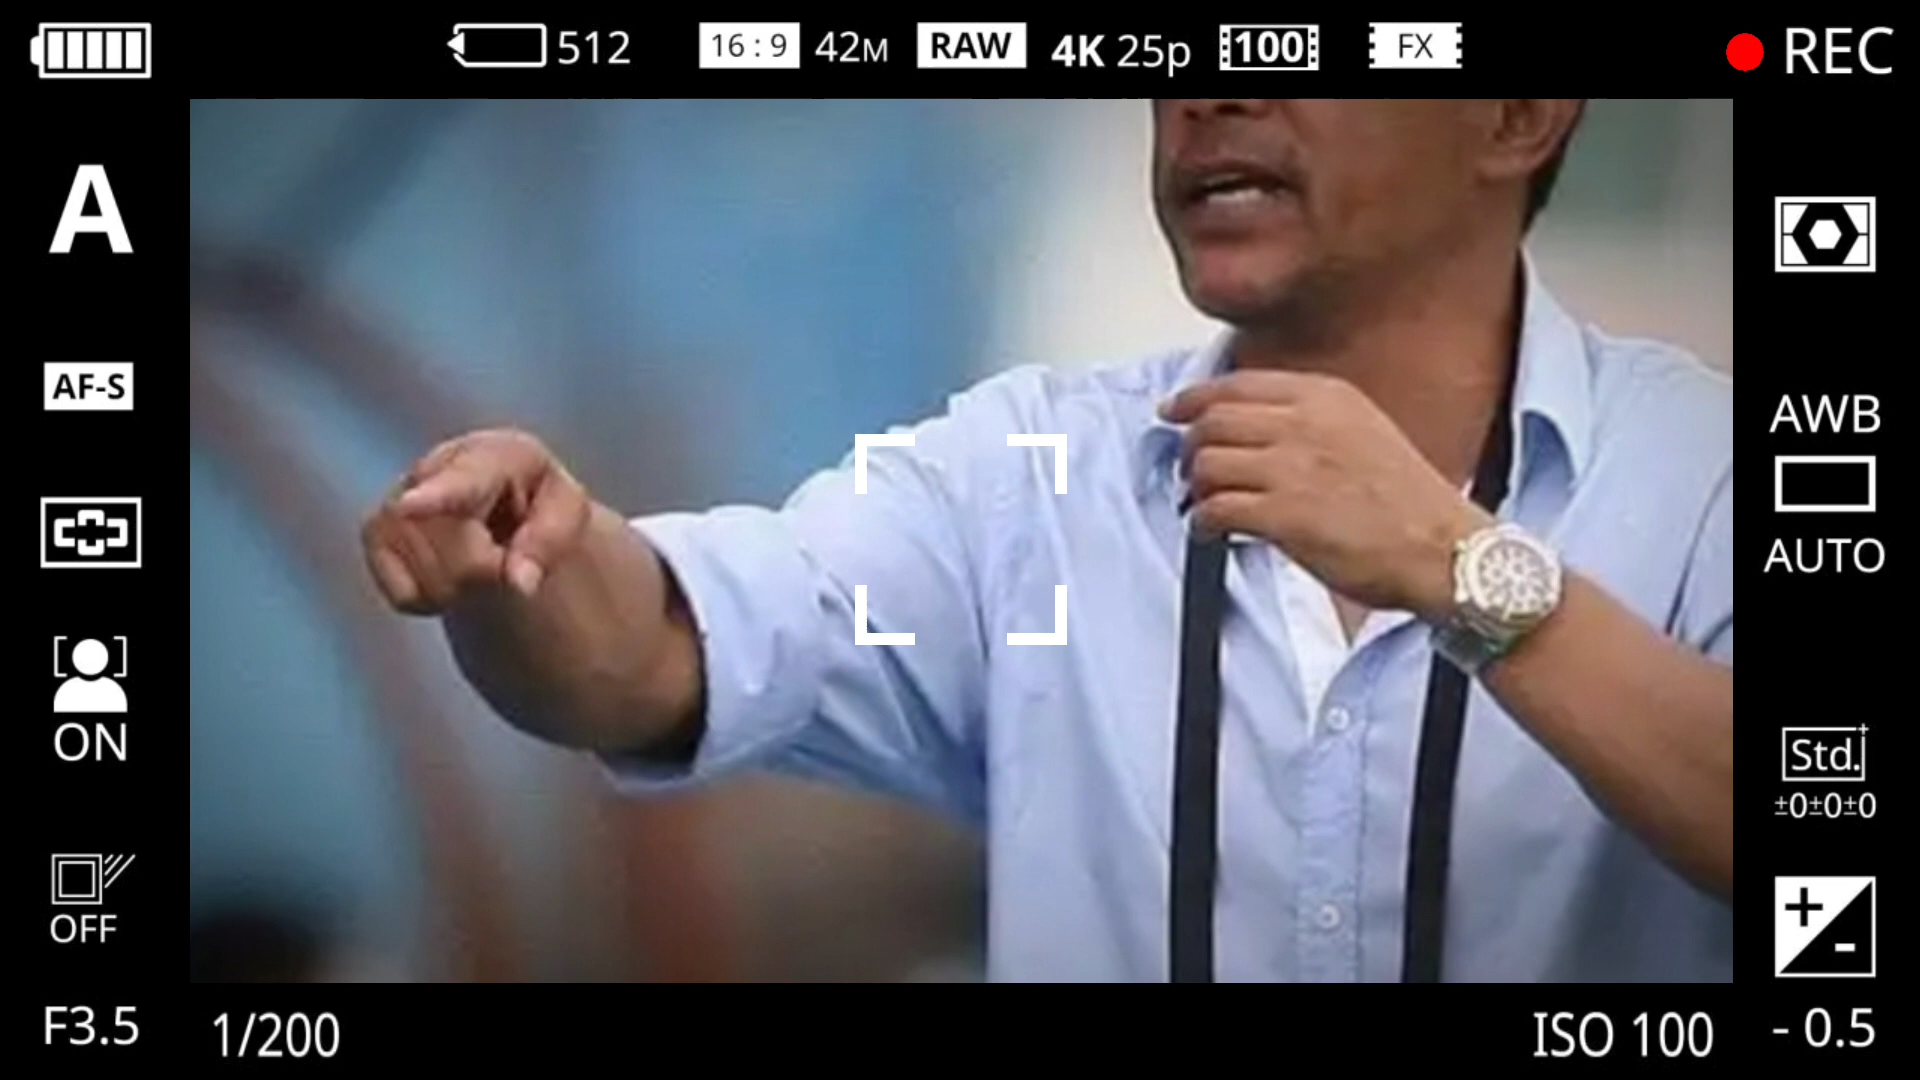 512 16:9 42M RAW 4K 25p 100 FX REC
A
AF-S
AWB
AUTO
ON
Std.+
±0±0±0
OFF
F3.5 1/200 ISO 100 - 0.5